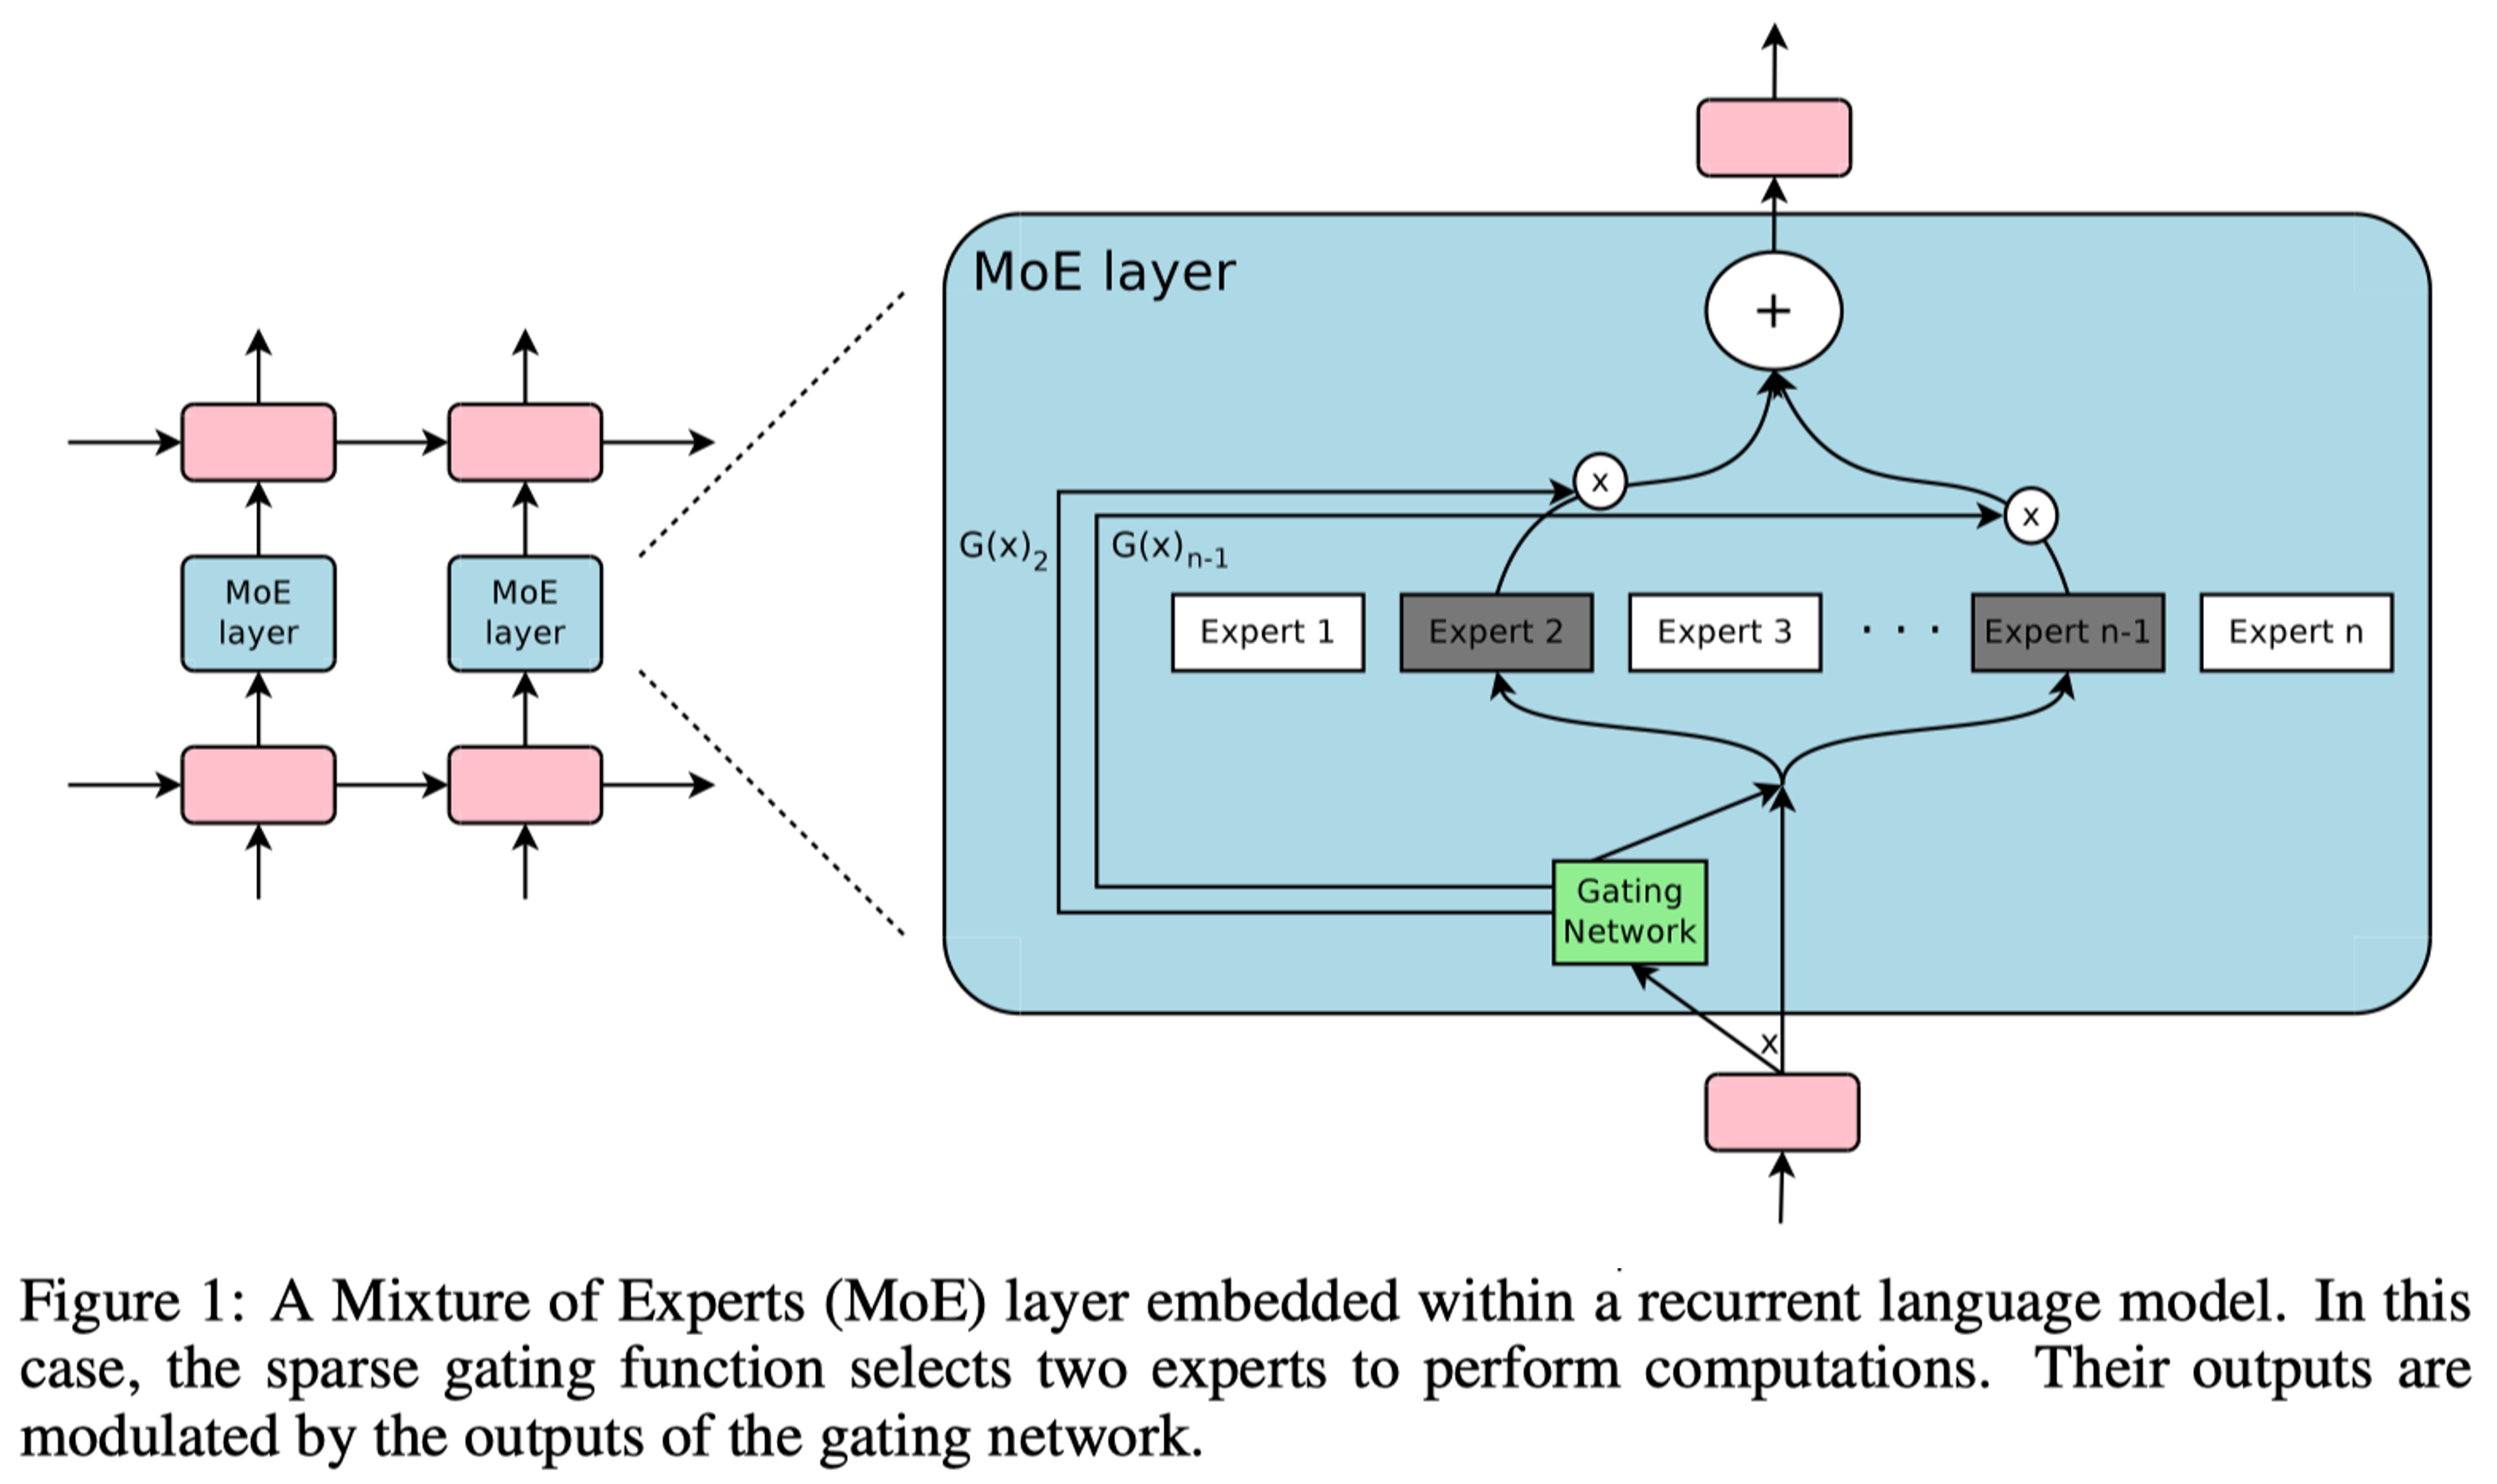 MoE layer
+
x
x
G(x)2
G(x)n-1
MoE
layer
MoE
layer
Expert 1
Expert 2
Expert 3
. . .
Expert n-1
Expert n
Gating
Network
x
Figure 1: A Mixture of Experts (MoE) layer embedded within a recurrent language model. In this
case, the sparse gating function selects two experts to perform computations. Their outputs are
modulated by the outputs of the gating network.